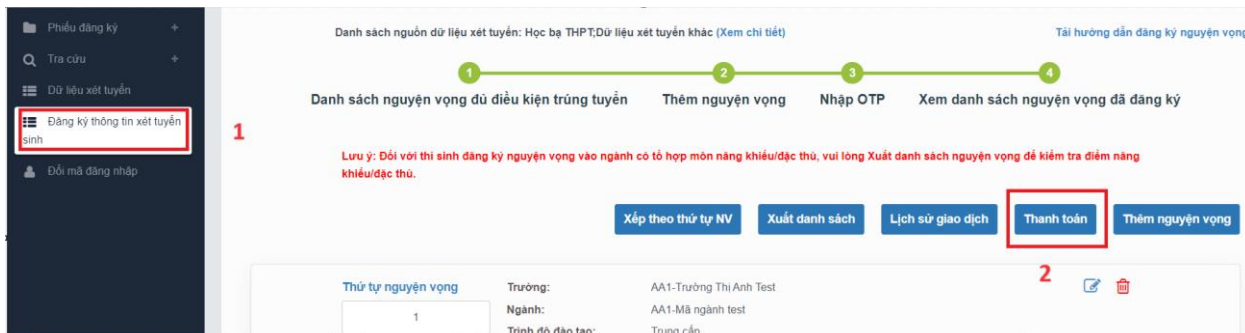 Phiếu đăng ký +
Tra cứu +
Dữ liệu xét tuyển
Đăng ký thông tin xét tuyển
sinh
Đổi mã đăng nhập
1
Danh sách nguồn dữ liệu xét tuyển: Học bạ THPT;Dữ liệu xét tuyển khác (Xem chi tiết)
Tải hướng dẫn đăng ký nguyện vọng
1 2 3 4
Danh sách nguyện vọng đủ điều kiện trúng tuyển Thêm nguyện vọng Nhập OTP Xem danh sách nguyện vọng đã đăng ký
Lưu ý: Đối với thí sinh đăng ký nguyện vọng vào ngành có tổ hợp môn năng khiếu/đặc thù, vui lòng Xuất danh sách nguyện vọng để kiểm tra điểm năng
khiếu/đặc thù.
Xếp theo thứ tự NV Xuất danh sách Lịch sử giao dịch Thanh toán Thêm nguyện vọng
2
Thứ tự nguyện vọng
1
Trường: AA1-Trường Thị Anh Test
Ngành: AA1-Mã ngành test
Trình độ đào tạo: Trung cấp